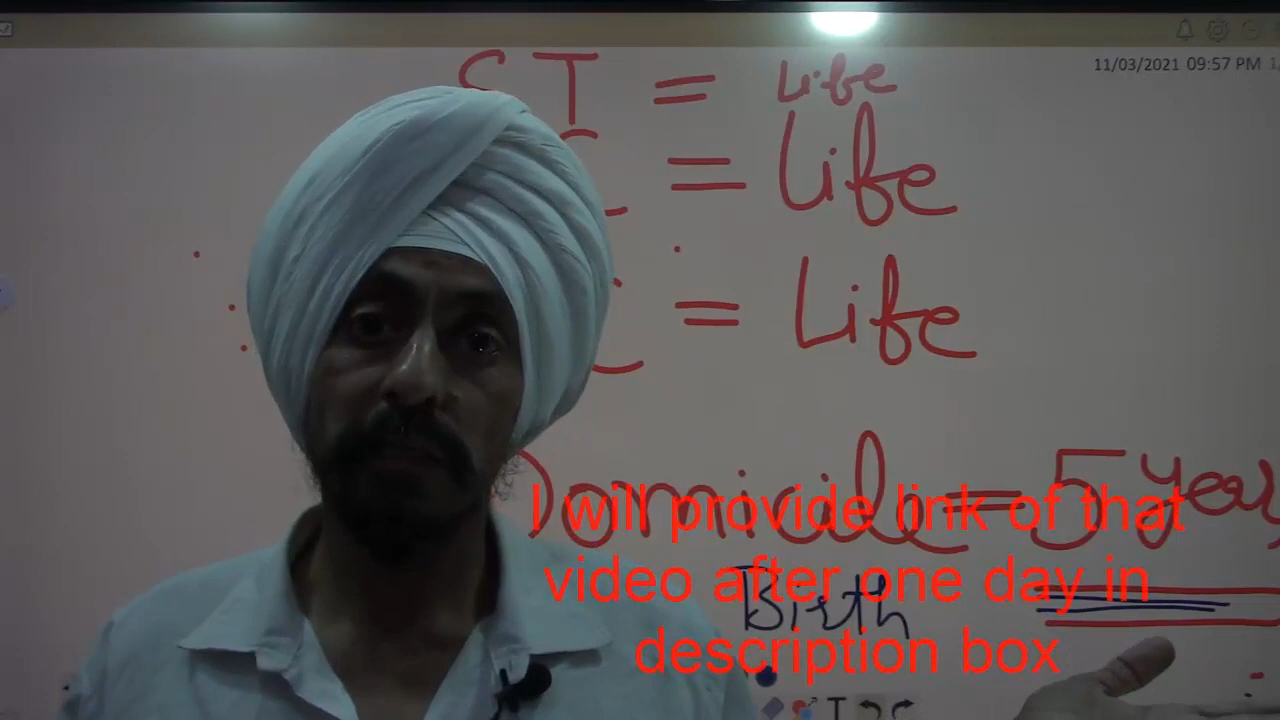 11/03/2021 09:57 PM
ST = Life
= Life
= Life
Domicile = 5 Year
Birth
I will provide link of that
video after one day in
description box